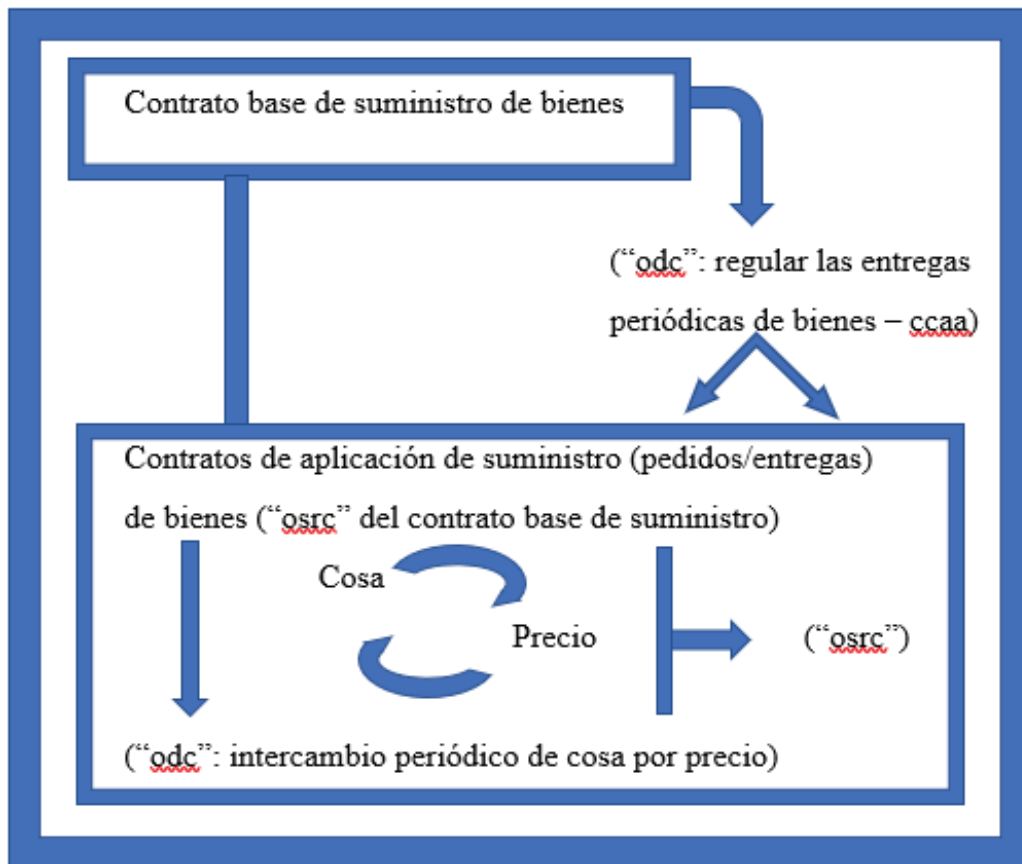 Contrato base de suministro de bienes
(“odc”: regular las entregas
periódicas de bienes – ccaa)
Contratos de aplicación de suministro (pedidos/entregas)
de bienes (“osrc” del contrato base de suministro)
Cosa
Precio
(“osrc”)
(“odc”: intercambio periódico de cosa por precio)